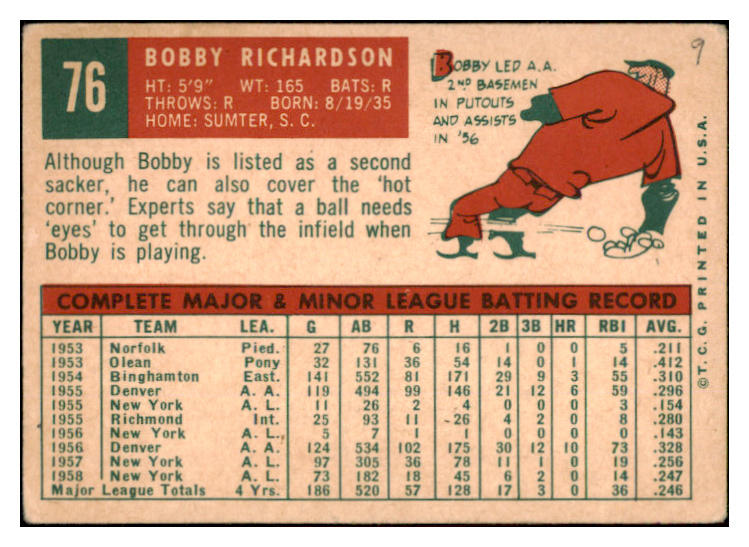 76
BOBBY RICHARDSON
HT: 5'9" WT: 165 BATS: R
THROWS: R BORN: 8/19/35
HOME: SUMTER, S. C.
BOBBY LED A.A.
2ND BASEMEN
IN PUTOUTS
AND ASSISTS
IN '56
9
Although Bobby is listed as a second
sacker, he can also cover the 'hot
corner.' Experts say that a ball needs
'eyes' to get through the infield when
Bobby is playing.
COMPLETE MAJOR & MINOR LEAGUE BATTING RECORD
YEAR TEAM LEA. G AB R H 2B 3B HR RBI AVG.
1953 Norfolk Pied. 27 76 6 16 1 0 0 5 .211
1953 Olean Pony 32 131 36 54 14 0 1 14 .412
1954 Binghamton East. 141 552 81 171 29 9 3 55 .310
1955 Denver A. A. 119 494 99 146 21 12 6 59 .296
1955 New York A. L. 11 26 2 4 0 0 0 3 .154
1955 Richmond Int. 25 93 11 26 4 2 0 8 .280
1956 New York A. L. 5 7 1 1 0 0 0 0 .143
1956 Denver A. A. 124 534 102 175 30 12 10 73 .328
1957 New York A. L. 97 305 36 78 11 1 0 19 .256
1958 New York A. L. 73 182 18 45 6 2 0 14 .247
Major League Totals 4 Yrs. 186 520 57 128 17 3 0 36 .246
©T. C. G. PRINTED IN U.S.A.